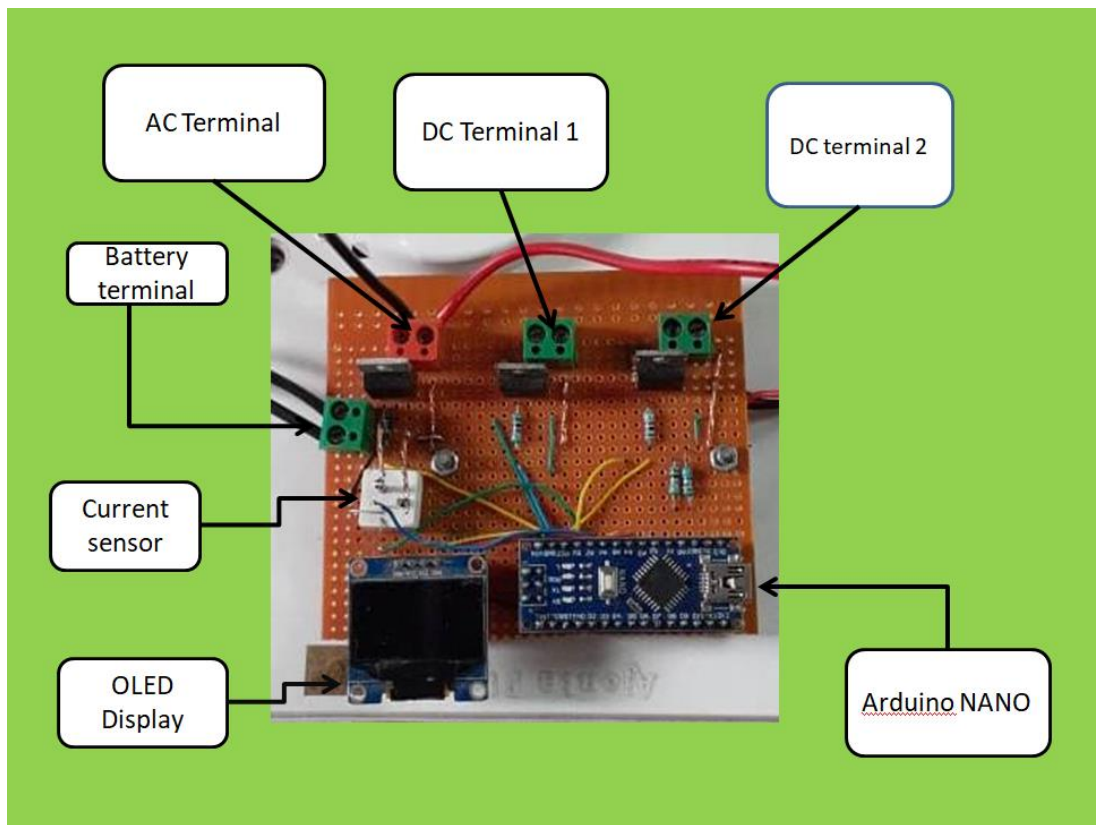 AC Terminal
DC Terminal 1
DC terminal 2
Battery
terminal
Current
sensor
OLED
Display
Arduino NANO